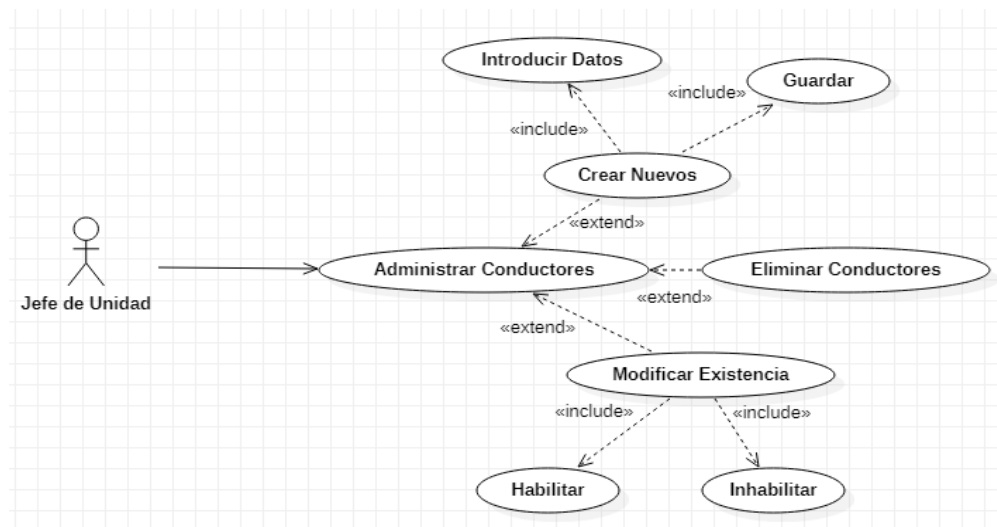 Introducir Datos
Guardar
«include»
«include»
Crear Nuevos
«extend»
Administrar Conductores
Eliminar Conductores
«extend»
Jefe de Unidad
«extend»
Modificar Existencia
«include»
«include»
Habilitar
Inhabilitar